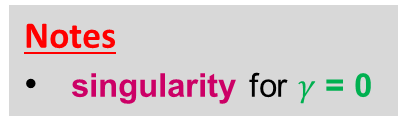 Notes
• singularity for γ = 0